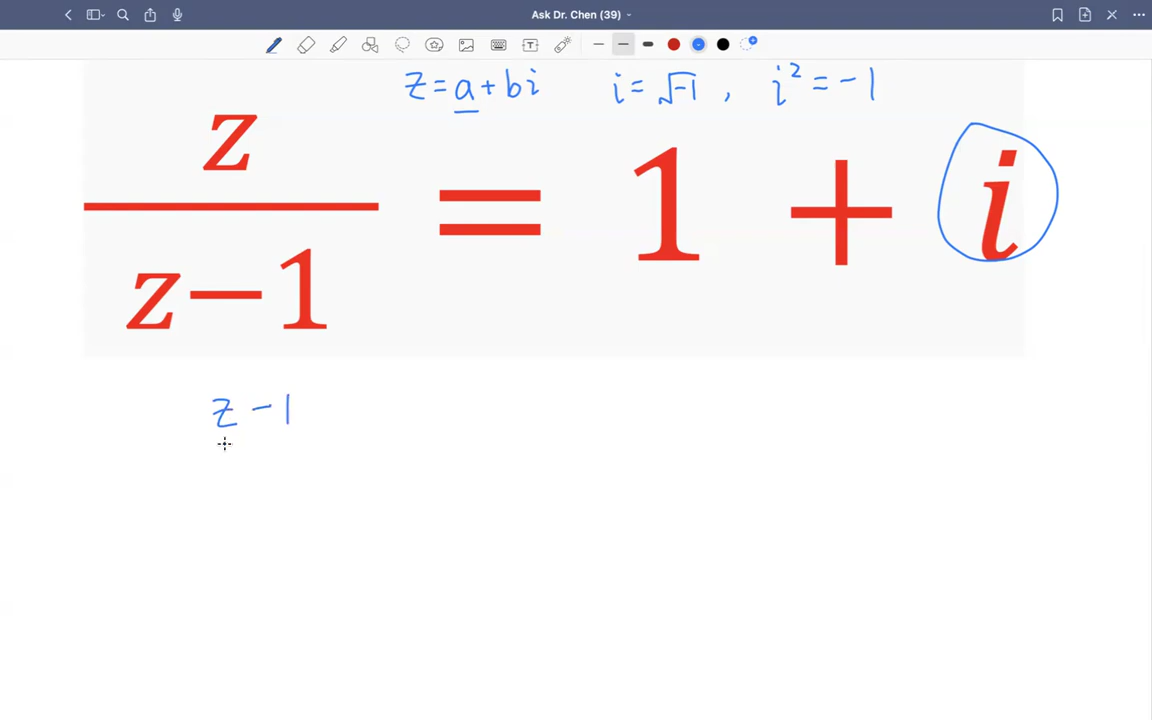 Ask Dr. Chen (39)
z = a + bi    i = √-1 ,    i² = -1
z
z−1
= 1 + i
z - 1